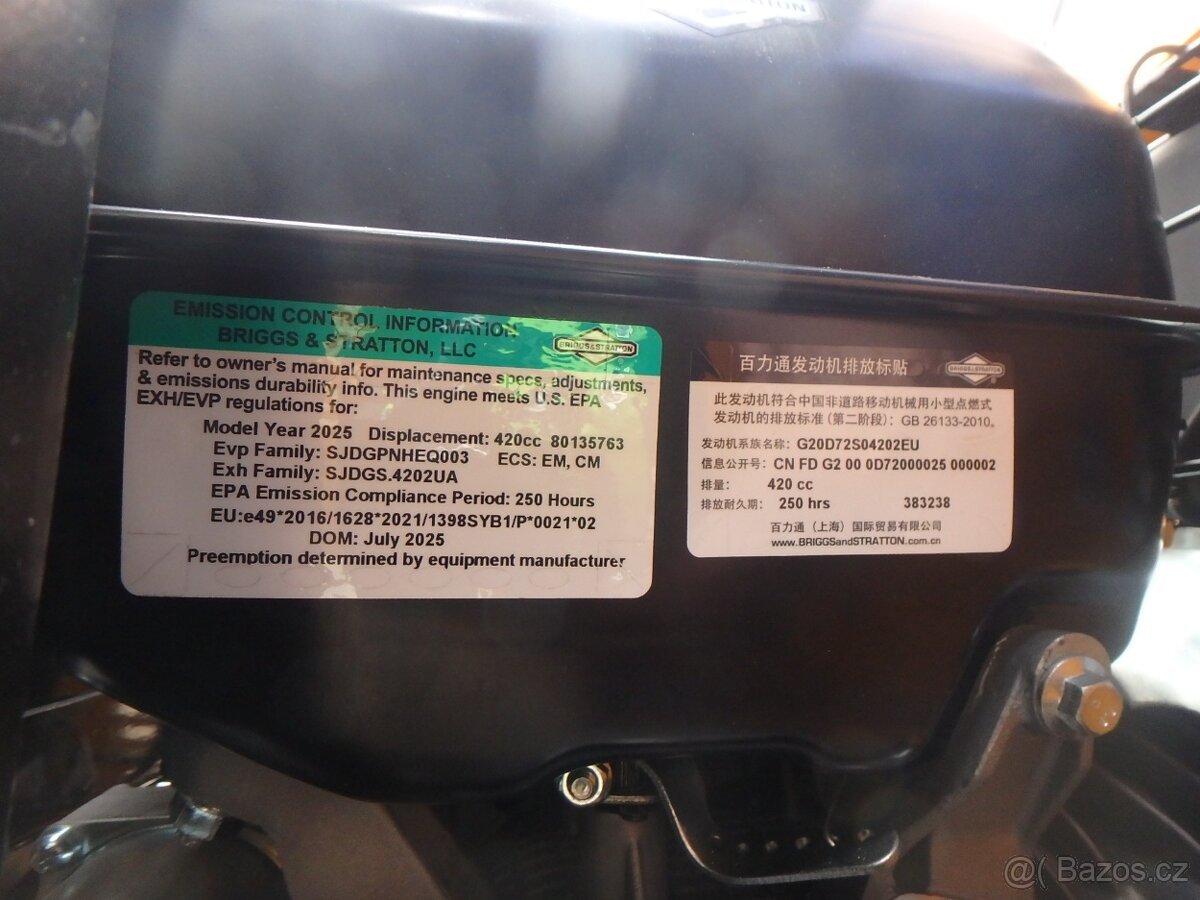 EMISSION CONTROL INFORMATION
BRIGGS & STRATTON, LLC
BRIGGS&STRATTON
Refer to owner's manual for maintenance specs, adjustments,
& emissions durability info. This engine meets U.S. EPA
EXH/EVP regulations for:
Model Year 2025 Displacement: 420cc 80135763
Evp Family: SJDGPNHEQ003 ECS: EM, CM
Exh Family: SJDGS.4202UA
EPA Emission Compliance Period: 250 Hours
EU:e49*2016/1628*2021/1398SYB1/P*0021*02
DOM: July 2025
Preemption determined by equipment manufacturer
百力通发动机排放标贴
BRIGGS&STRATTON
此发动机符合中国非道路移动机械用小型点燃式
发动机的排放标准(第二阶段): GB 26133-2010。
发动机系族名称: G20D72S04202EU
信息公开号: CN FD G2 00 0D72000025 000002
排量: 420 cc
排放耐久期: 250 hrs 383238
百力通(上海)国际贸易有限公司
www.BRIGGSandSTRATTON.com.cn
@( Bazos.cz